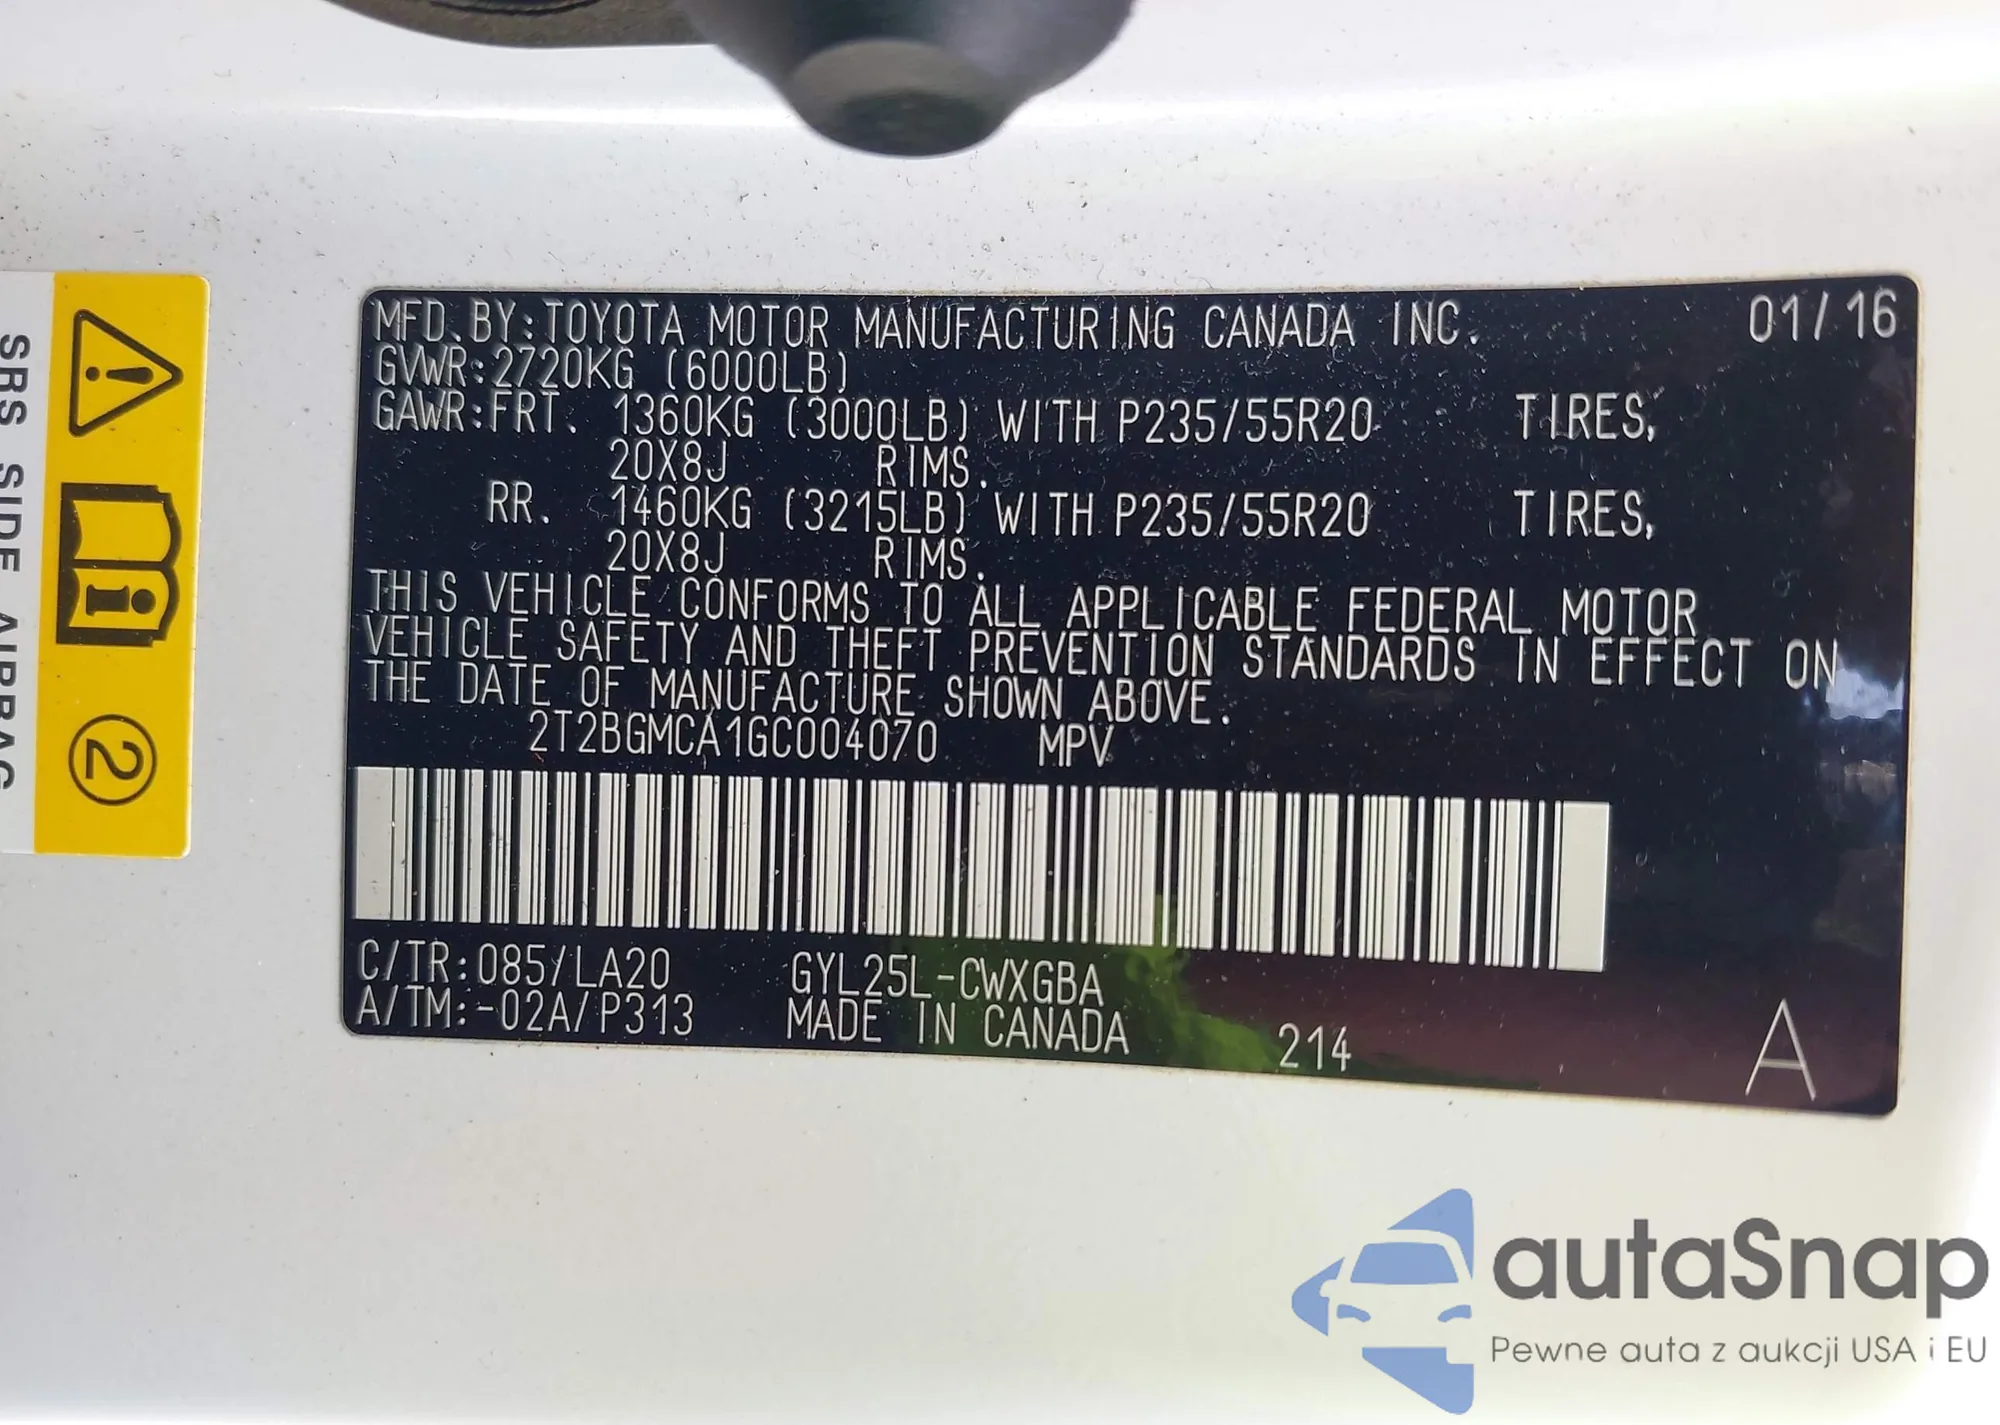 MFD. BY: TOYOTA MOTOR MANUFACTURING CANADA INC. 01/16
GVWR: 2720KG (6000LB)
GAWR: FRT. 1360KG (3000LB) WITH P235/55R20 TIRES,
20X8J RIMS.
RR. 1460KG (3215LB) WITH P235/55R20 TIRES,
20X8J RIMS.
THIS VEHICLE CONFORMS TO ALL APPLICABLE FEDERAL MOTOR
VEHICLE SAFETY AND THEFT PREVENTION STANDARDS IN EFFECT ON
THE DATE OF MANUFACTURE SHOWN ABOVE.
2T2BGMCA1GC004070 MPV
C/TR: 085/LA20 GYL25L-CWXGBA
A/TM: -02A/P313 MADE IN CANADA 214 A
SRS SIDE AIRBAG
2
autaSnap
Pewne auta z aukcji USA i EU